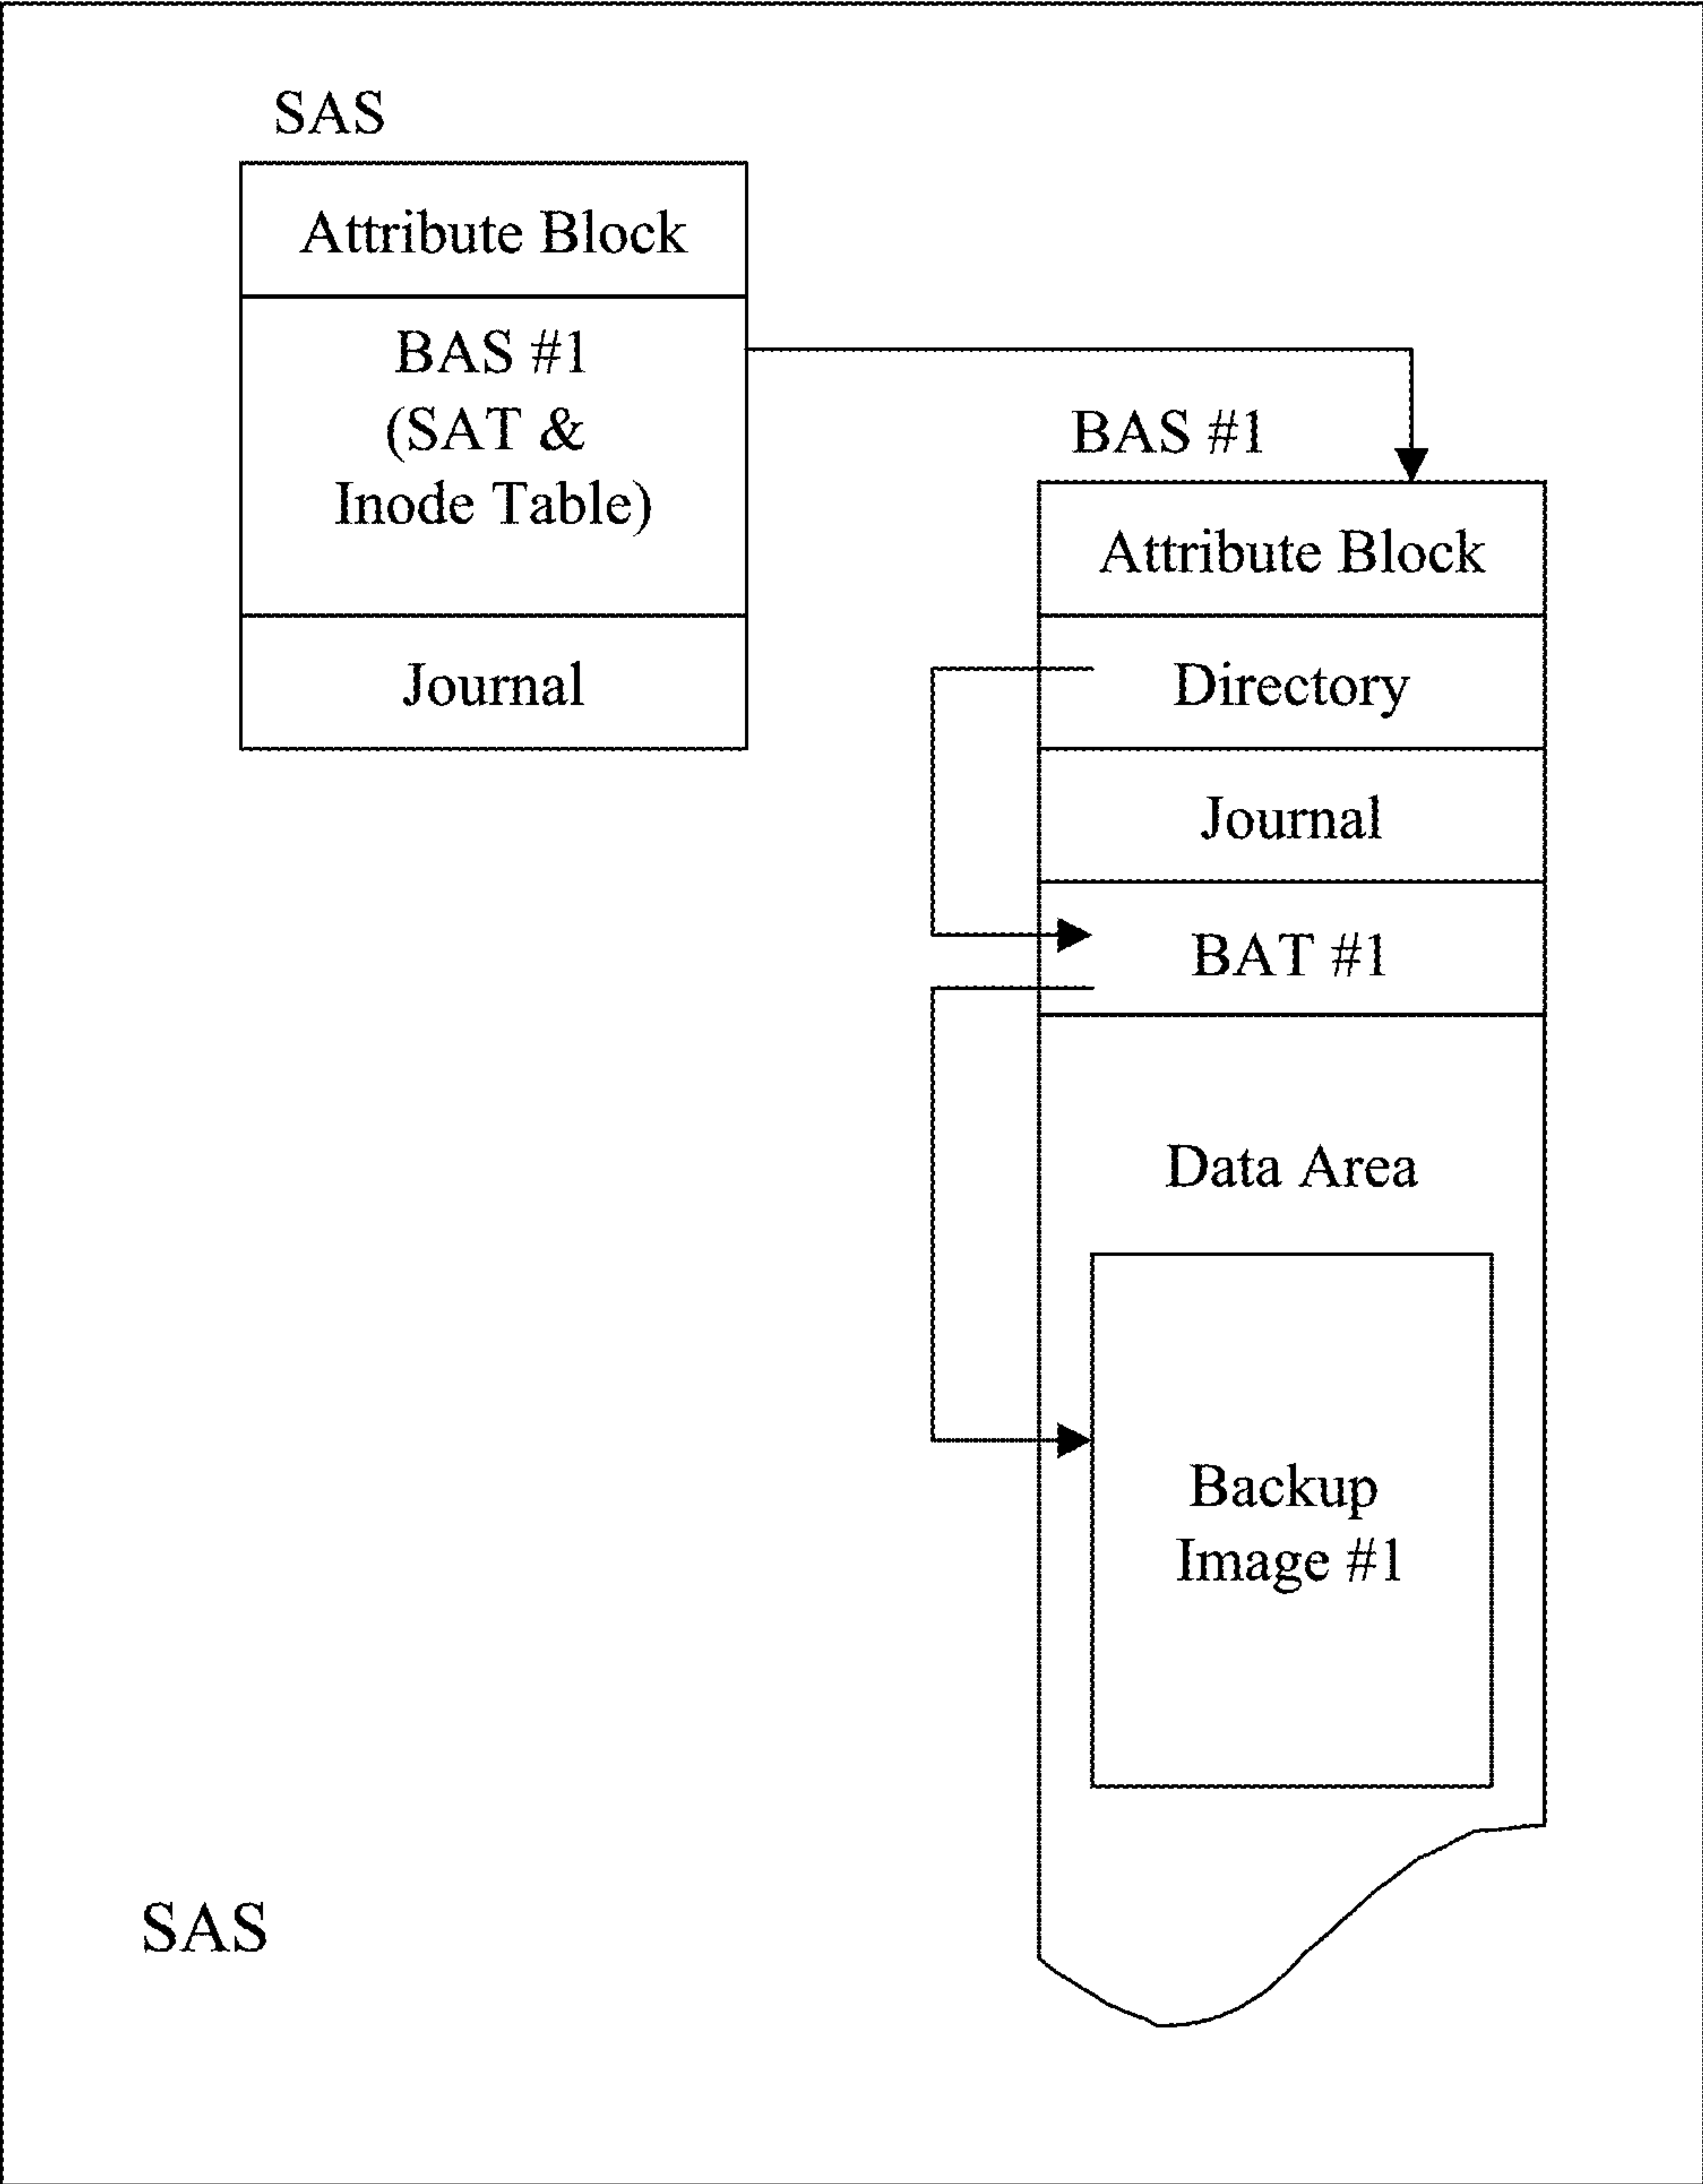 SAS
Attribute Block
BAS #1
(SAT &
Inode Table)
Journal
BAS #1
Attribute Block
Directory
Journal
BAT #1
Data Area
Backup
Image #1
SAS